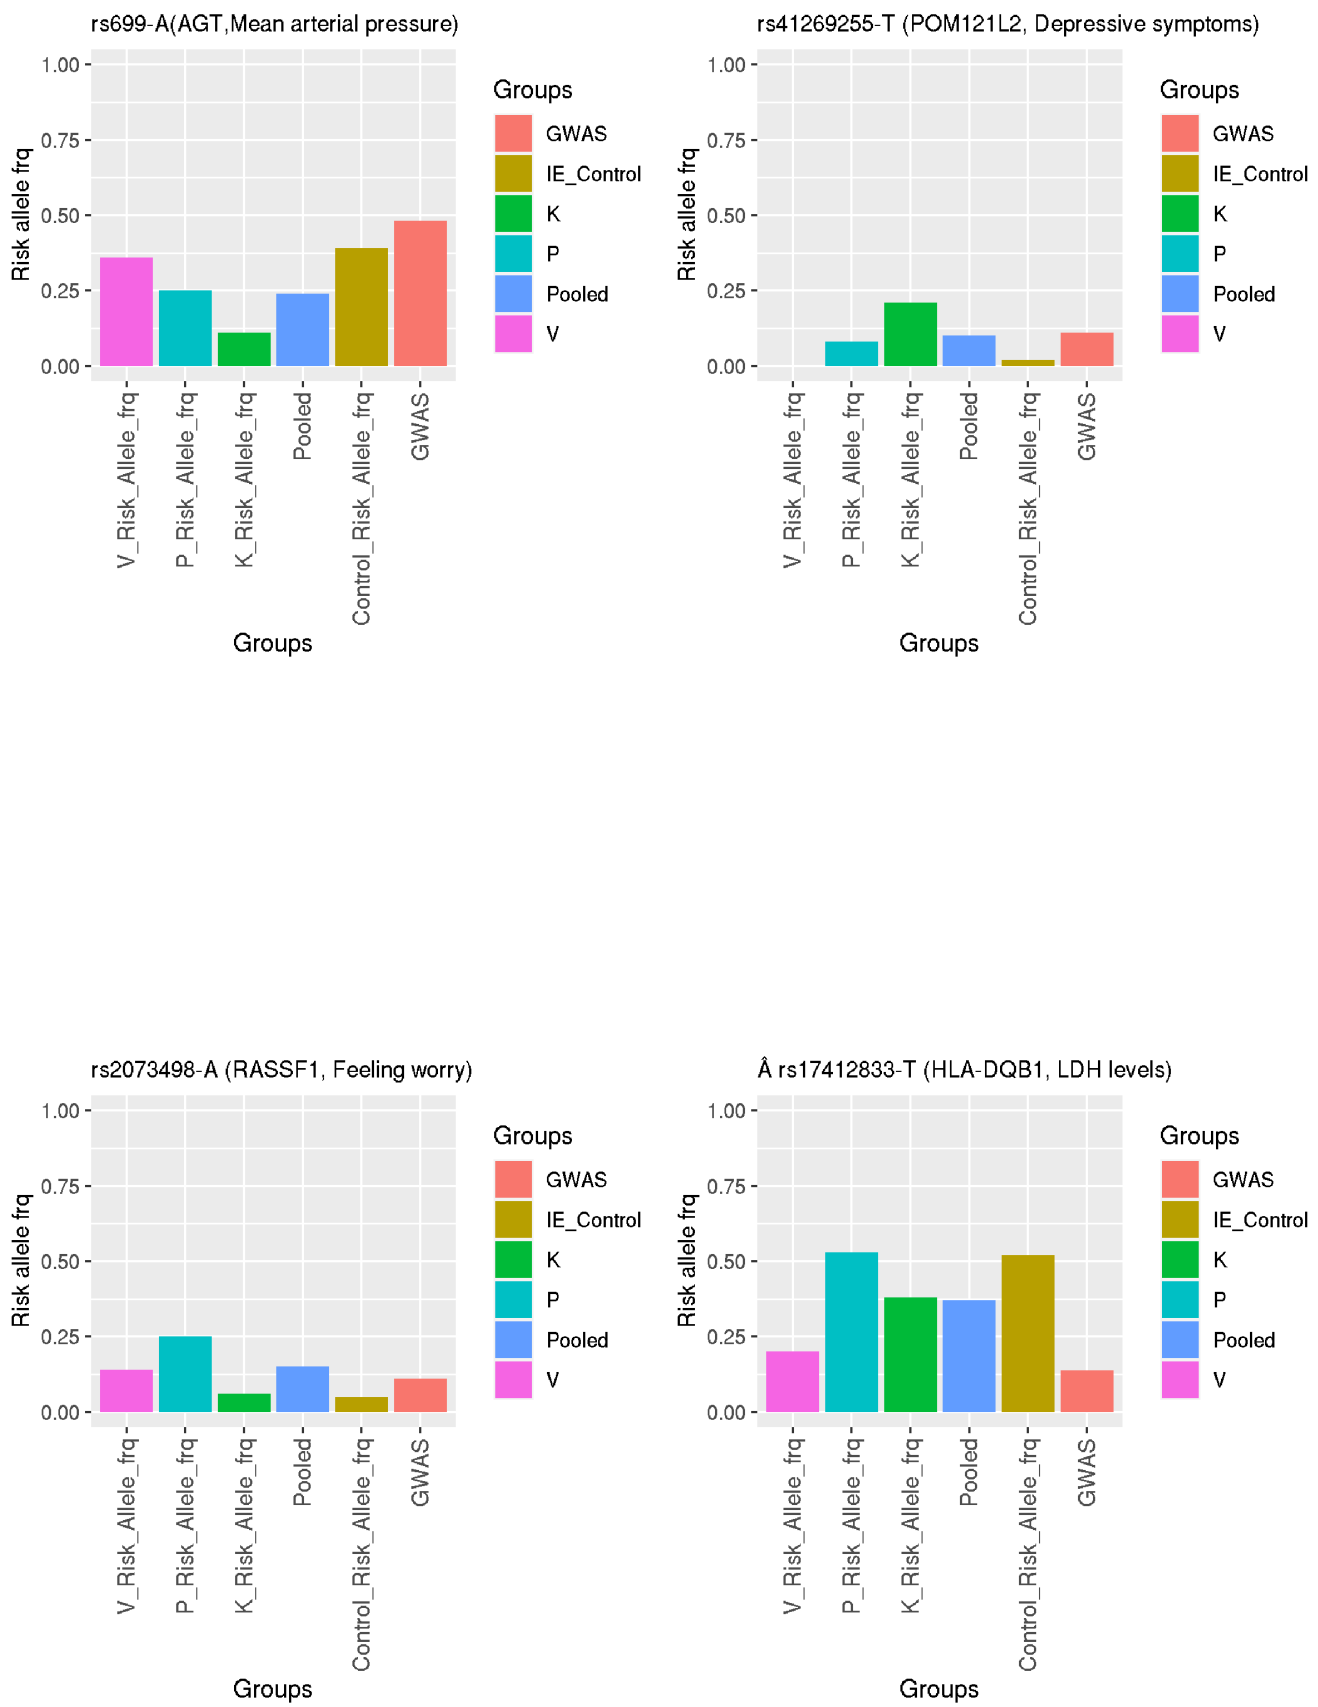 rs699-A(AGT,Mean arterial pressure)
1.00
0.75
0.50
0.25
0.00
Risk allele frq
V_Risk_Allele_frq
P_Risk_Allele_frq
K_Risk_Allele_frq
Pooled
Control_Risk_Allele_frq
GWAS
Groups
Groups
GWAS
IE_Control
K
P
Pooled
V
rs41269255-T (POM121L2, Depressive symptoms)
1.00
0.75
0.50
0.25
0.00
Risk allele frq
V_Risk_Allele_frq
P_Risk_Allele_frq
K_Risk_Allele_frq
Pooled
Control_Risk_Allele_frq
GWAS
Groups
Groups
GWAS
IE_Control
K
P
Pooled
V
rs2073498-A (RASSF1, Feeling worry)
1.00
0.75
0.50
0.25
0.00
Risk allele frq
V_Risk_Allele_frq
P_Risk_Allele_frq
K_Risk_Allele_frq
Pooled
Control_Risk_Allele_frq
GWAS
Groups
Groups
GWAS
IE_Control
K
P
Pooled
V
Â rs17412833-T (HLA-DQB1, LDH levels)
1.00
0.75
0.50
0.25
0.00
Risk allele frq
V_Risk_Allele_frq
P_Risk_Allele_frq
K_Risk_Allele_frq
Pooled
Control_Risk_Allele_frq
GWAS
Groups
Groups
GWAS
IE_Control
K
P
Pooled
V